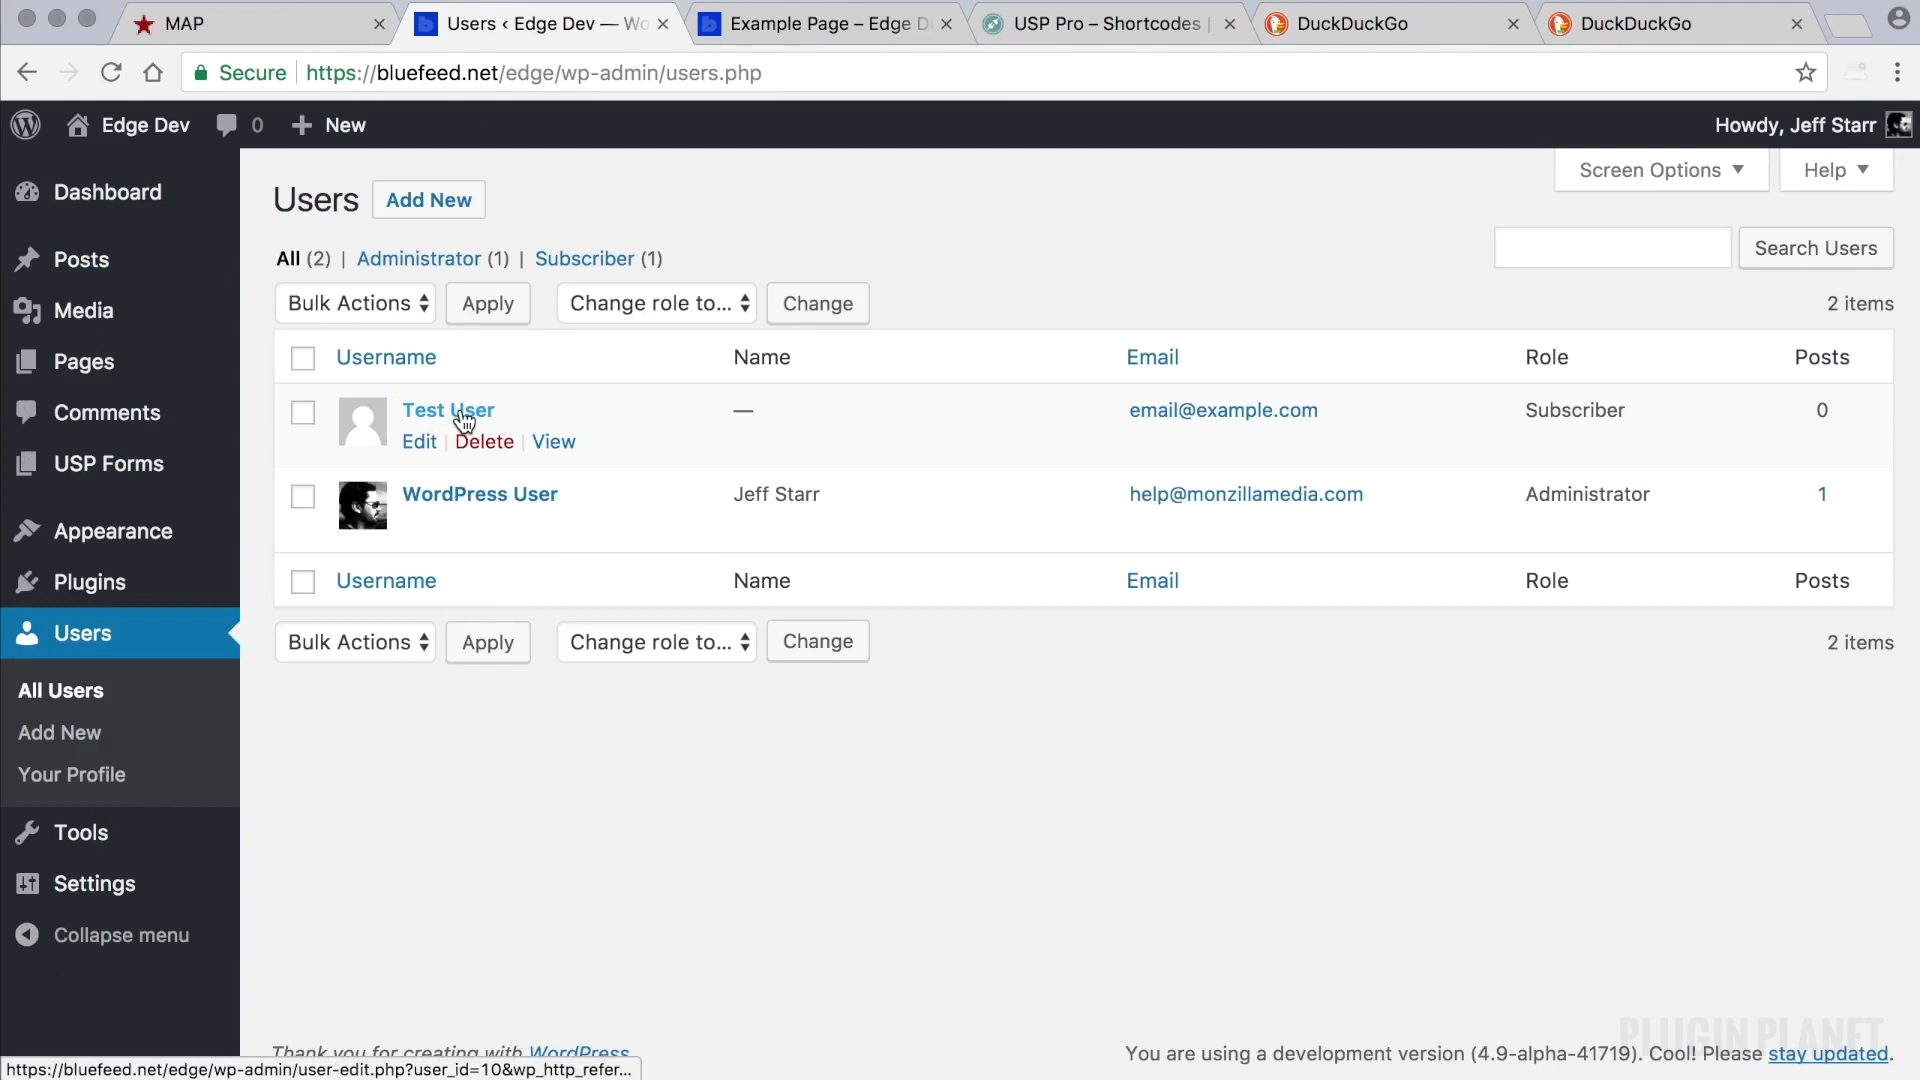 MAP
Users ‹ Edge Dev — Wo
Example Page – Edge D
USP Pro – Shortcodes |
DuckDuckGo
DuckDuckGo
Secure
https://bluefeed.net/edge/wp-admin/users.php
Edge Dev
0
New
Howdy, Jeff Starr
Screen Options
Help
Dashboard
Posts
Media
Pages
Comments
USP Forms
Appearance
Plugins
Users
All Users
Add New
Your Profile
Tools
Settings
Collapse menu
Users
Add New
All (2) | Administrator (1) | Subscriber (1)
Search Users
Bulk Actions
Apply
Change role to...
Change
2 items
Username Name Email Role Posts
Test User — email@example.com Subscriber 0
Edit | Delete | View
WordPress User Jeff Starr help@monzillamedia.com Administrator 1
Username Name Email Role Posts
Bulk Actions
Apply
Change role to...
Change
2 items
PLUGIN PLANET
Thank you for creating with WordPress
You are using a development version (4.9-alpha-41719). Cool! Please stay updated.
https://bluefeed.net/edge/wp-admin/user-edit.php?user_id=10&wp_http_refer...